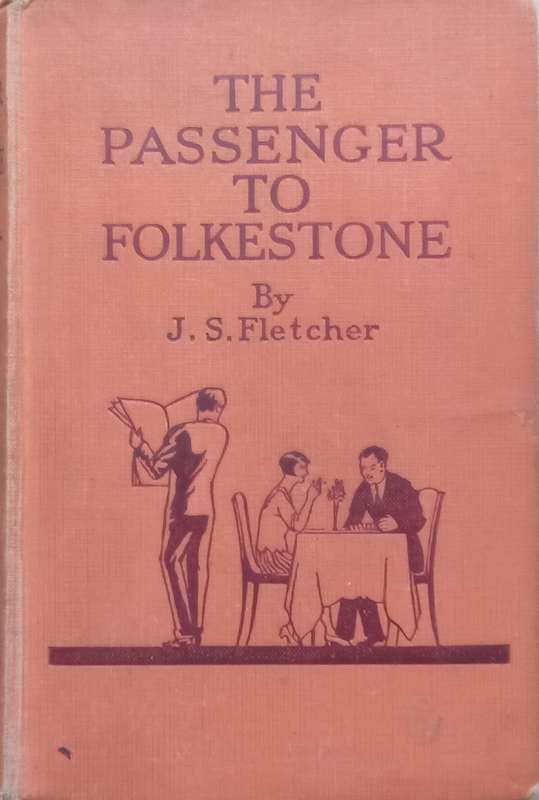 THE
PASSENGER
TO
FOLKESTONE
By
J. S. Fletcher